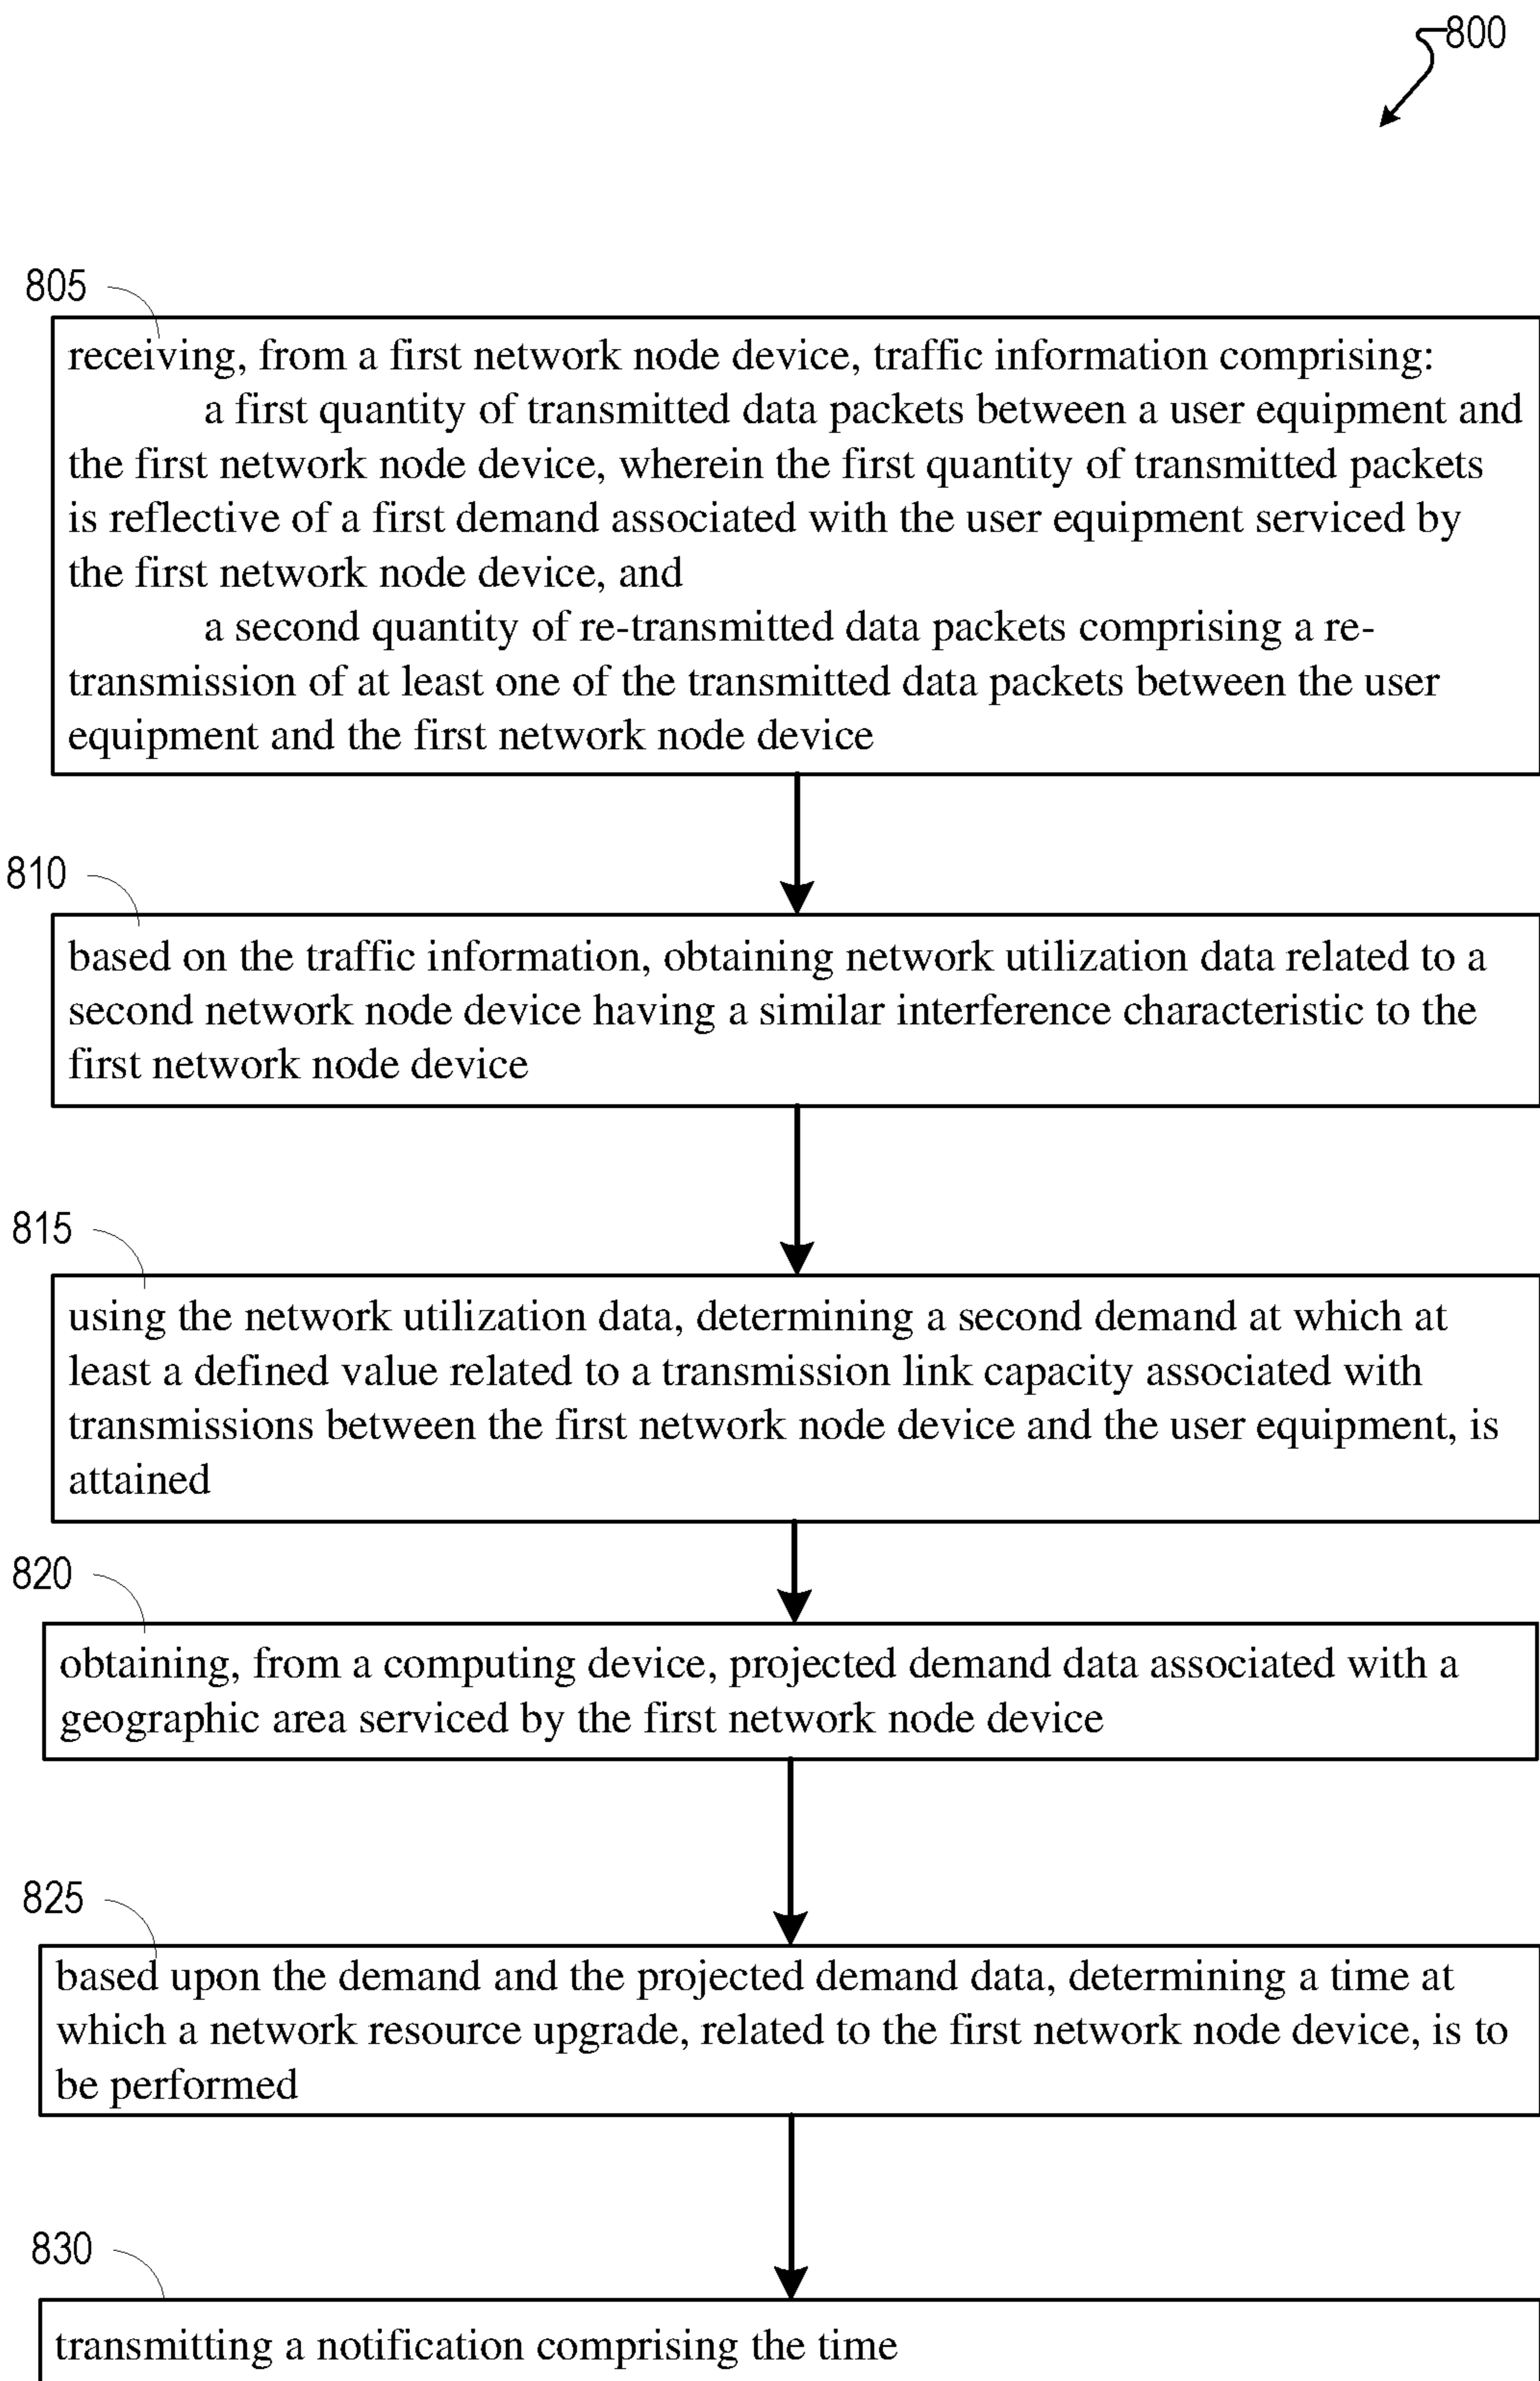 800
805
receiving, from a first network node device, traffic information comprising:
a first quantity of transmitted data packets between a user equipment and
the first network node device, wherein the first quantity of transmitted packets
is reflective of a first demand associated with the user equipment serviced by
the first network node device, and
a second quantity of re-transmitted data packets comprising a re-
transmission of at least one of the transmitted data packets between the user
equipment and the first network node device
810
based on the traffic information, obtaining network utilization data related to a
second network node device having a similar interference characteristic to the
first network node device
815
using the network utilization data, determining a second demand at which at
least a defined value related to a transmission link capacity associated with
transmissions between the first network node device and the user equipment, is
attained
820
obtaining, from a computing device, projected demand data associated with a
geographic area serviced by the first network node device
825
based upon the demand and the projected demand data, determining a time at
which a network resource upgrade, related to the first network node device, is to
be performed
830
transmitting a notification comprising the time